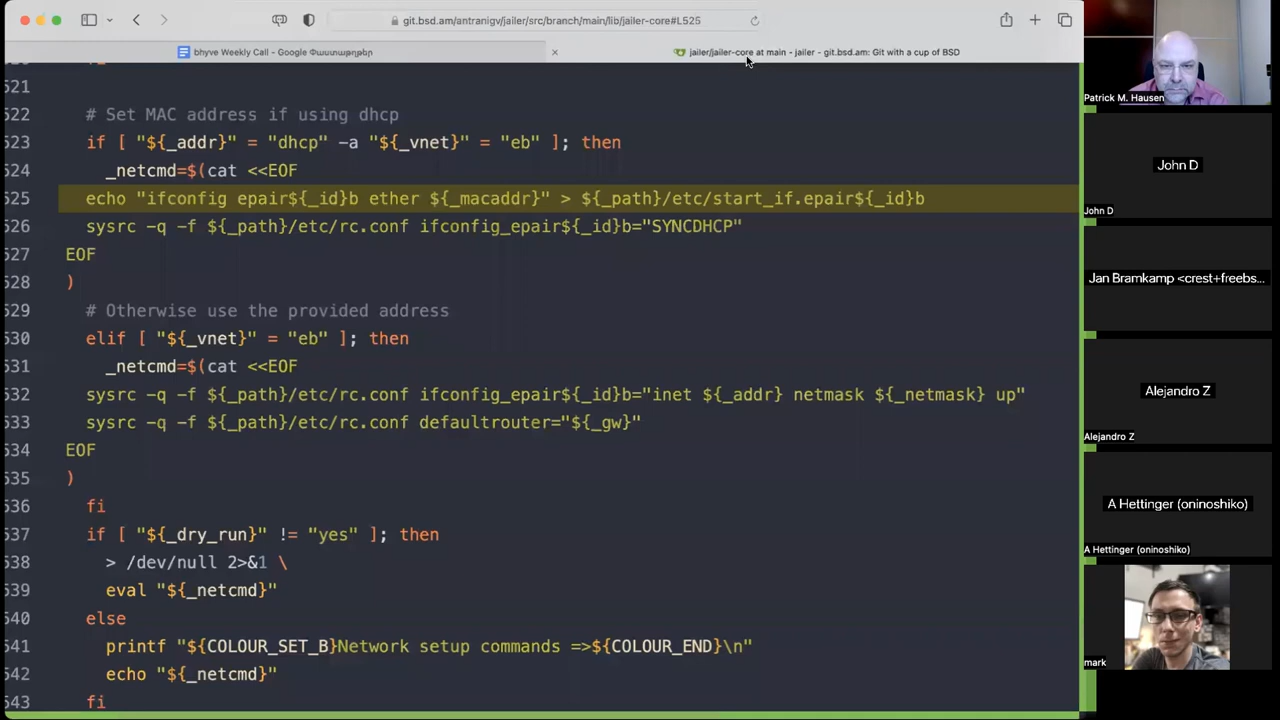 git.bsd.am/antranigv/jailer/src/branch/main/lib/jailer-core#L525
bhyve Weekly Call - Google Փաստաթղթեր
jailer/jailer-core at main - jailer - git.bsd.am: Git with a cup of BSD
521
522 # Set MAC address if using dhcp
523 if [ "${_addr}" = "dhcp" -a "${_vnet}" = "eb" ]; then
524 _netcmd=$(cat <<EOF
525 echo "ifconfig epair${_id}b ether ${_macaddr}" > ${_path}/etc/start_if.epair${_id}b
526 sysrc -q -f ${_path}/etc/rc.conf ifconfig_epair${_id}b="SYNCDHCP"
527 EOF
528 )
529 # Otherwise use the provided address
530 elif [ "${_vnet}" = "eb" ]; then
531 _netcmd=$(cat <<EOF
532 sysrc -q -f ${_path}/etc/rc.conf ifconfig_epair${_id}b="inet ${_addr} netmask ${_netmask} up"
533 sysrc -q -f ${_path}/etc/rc.conf defaultrouter="${_gw}"
534 EOF
535 )
536 fi
537 if [ "${_dry_run}" != "yes" ]; then
538 > /dev/null 2>&1 \
539 eval "${_netcmd}"
540 else
541 printf "${COLOUR_SET_B}Network setup commands =>${COLOUR_END}\n"
542 echo "${_netcmd}"
543 fi
Patrick M. Hausen
John D
John D
Jan Bramkamp <crest+freebs...
Alejandro Z
Alejandro Z
A Hettinger (oninoshiko)
A Hettinger (oninoshiko)
mark